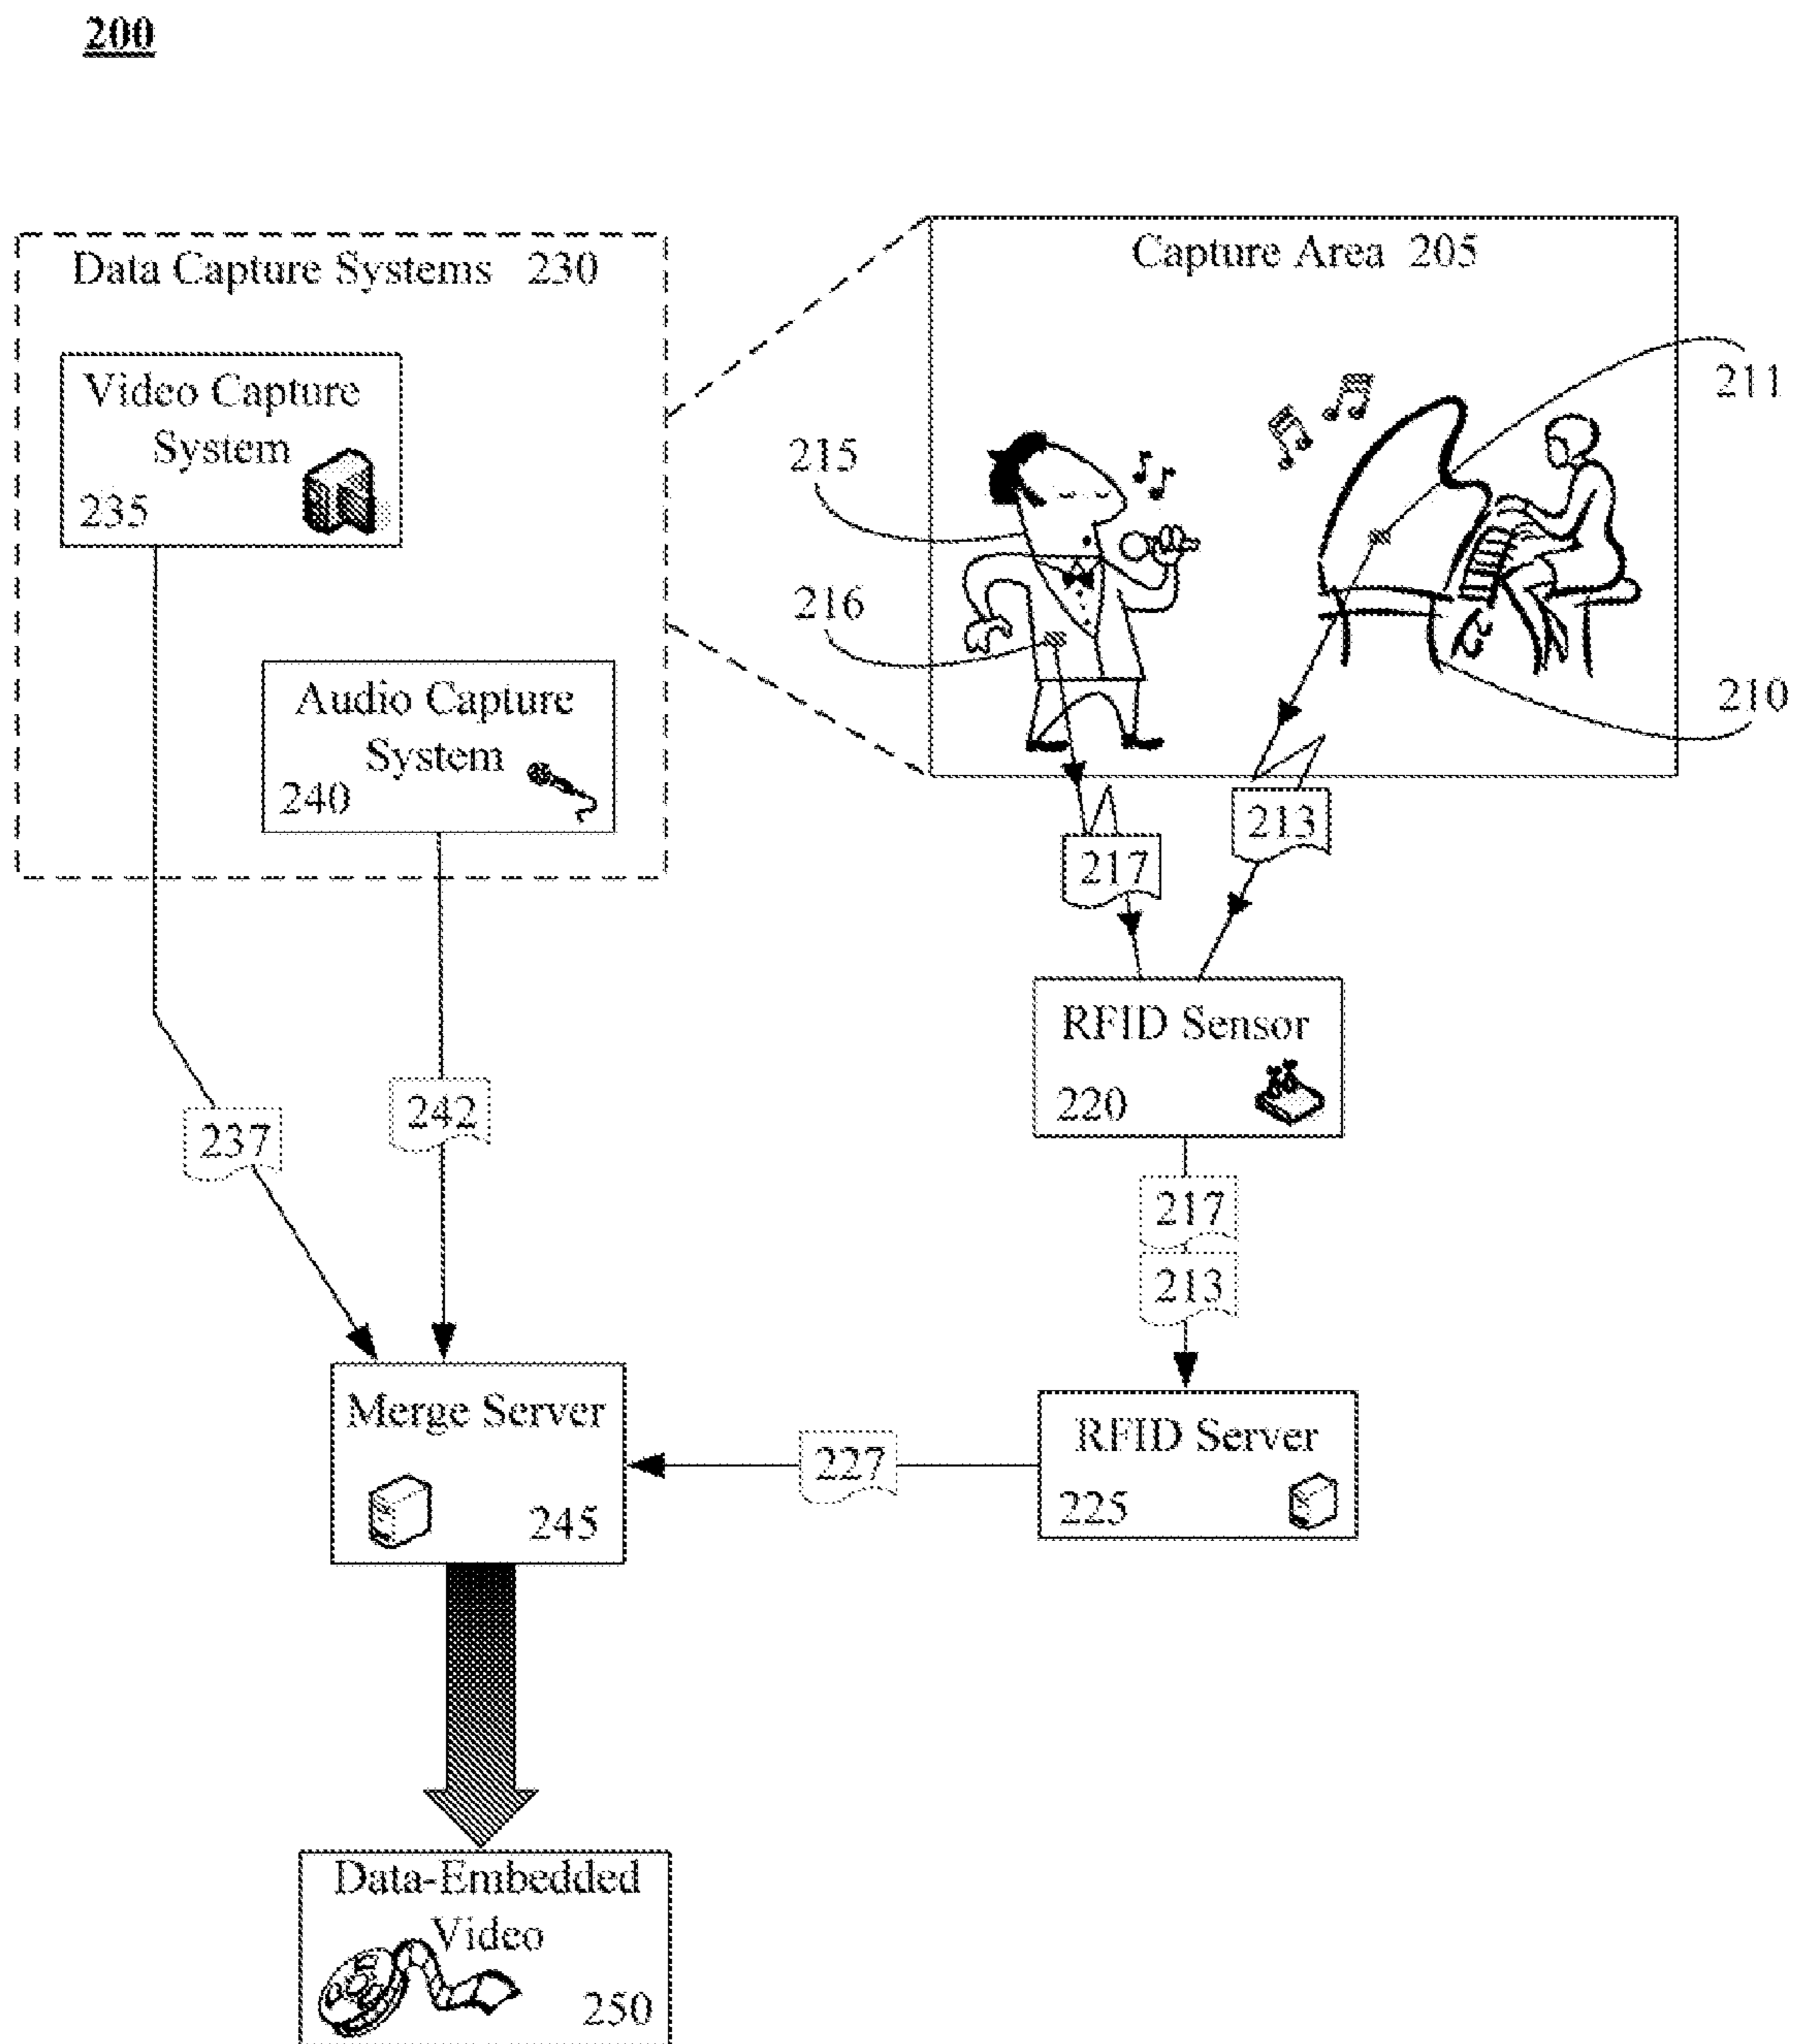 200
Data Capture Systems 230
Video Capture
System
235
Audio Capture
System
240
Capture Area 205
211
215
216
210
217
213
RFID Sensor
220
237
242
217
213
Merge Server
245
227
RFID Server
225
Data-Embedded
Video
250